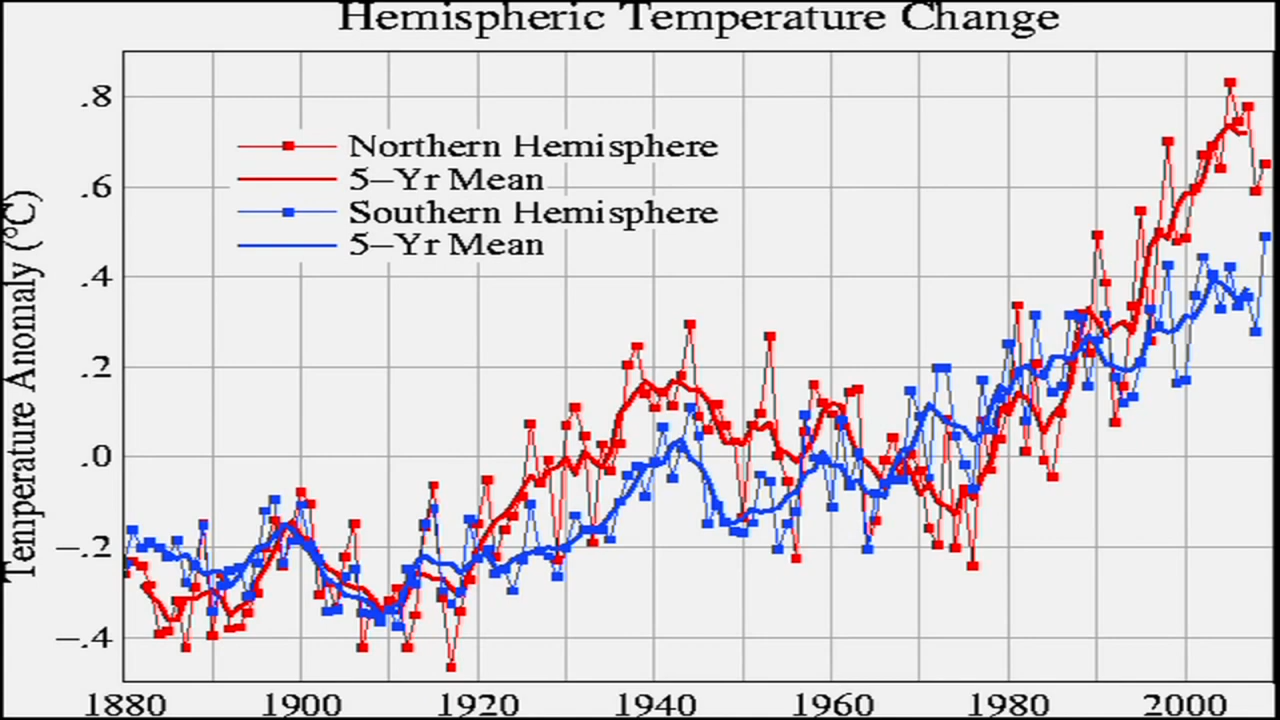 Hemispheric Temperature Change
Temperature Anomaly (°C)
.8
.6
.4
.2
.0
−.2
−.4
Northern Hemisphere
5−Yr Mean
Southern Hemisphere
5−Yr Mean
1880 1900 1920 1940 1960 1980 2000